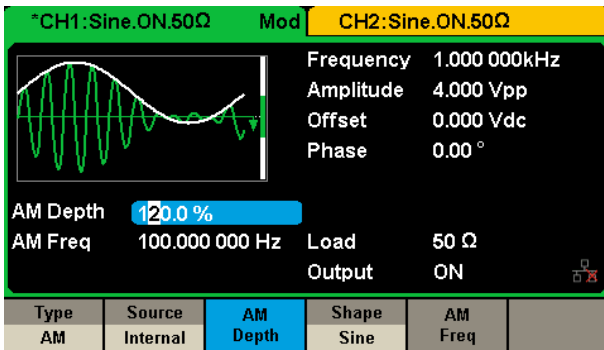 *CH1:Sine.ON.50Ω Mod CH2:Sine.ON.50Ω
Frequency 1.000 000kHz
Amplitude 4.000 Vpp
Offset 0.000 Vdc
Phase 0.00 °
AM Depth 120.0 %
AM Freq 100.000 000 Hz Load 50 Ω
Output ON
Type Source AM Shape AM
AM Internal Depth Sine Freq